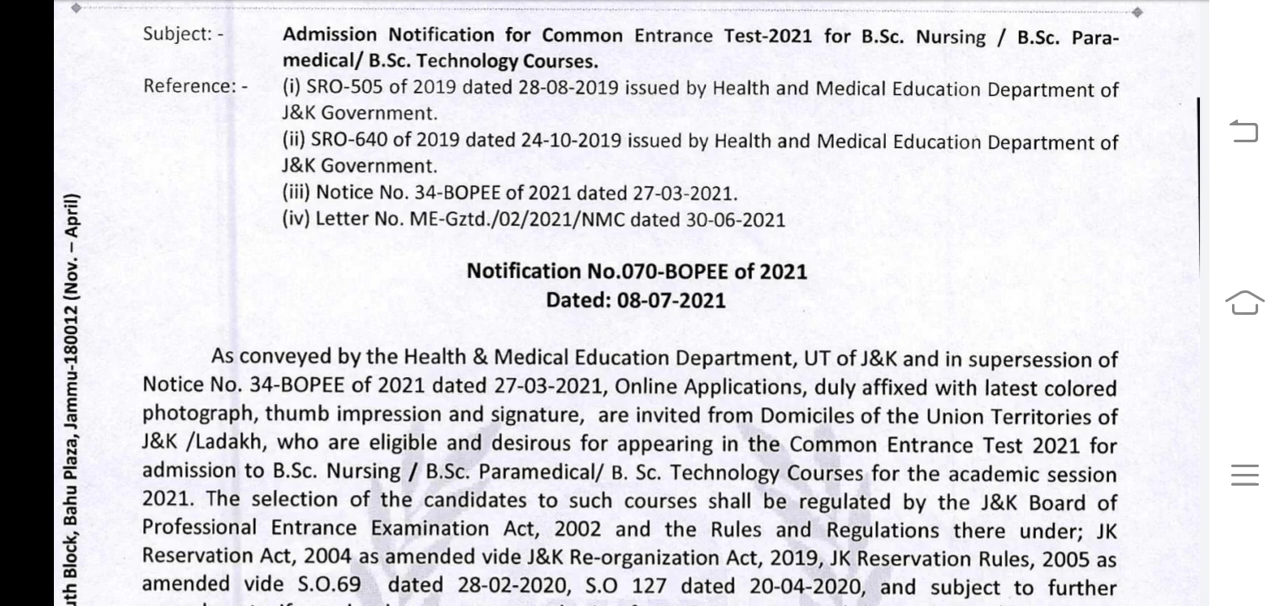 Subject: - Admission Notification for Common Entrance Test-2021 for B.Sc. Nursing / B.Sc. Para-
medical/ B.Sc. Technology Courses.
Reference: - (i) SRO-505 of 2019 dated 28-08-2019 issued by Health and Medical Education Department of
J&K Government.
(ii) SRO-640 of 2019 dated 24-10-2019 issued by Health and Medical Education Department of
J&K Government.
(iii) Notice No. 34-BOPEE of 2021 dated 27-03-2021.
(iv) Letter No. ME-Gztd./02/2021/NMC dated 30-06-2021
Notification No.070-BOPEE of 2021
Dated: 08-07-2021
As conveyed by the Health & Medical Education Department, UT of J&K and in supersession of
Notice No. 34-BOPEE of 2021 dated 27-03-2021, Online Applications, duly affixed with latest colored
photograph, thumb impression and signature, are invited from Domiciles of the Union Territories of
J&K /Ladakh, who are eligible and desirous for appearing in the Common Entrance Test 2021 for
admission to B.Sc. Nursing / B.Sc. Paramedical/ B. Sc. Technology Courses for the academic session
2021. The selection of the candidates to such courses shall be regulated by the J&K Board of
Professional Entrance Examination Act, 2002 and the Rules and Regulations there under; JK
Reservation Act, 2004 as amended vide J&K Re-organization Act, 2019, JK Reservation Rules, 2005 as
amended vide S.O.69 dated 28-02-2020, S.O 127 dated 20-04-2020, and subject to further
uth Block, Bahu Plaza, Jammu-180012 (Nov. – April)